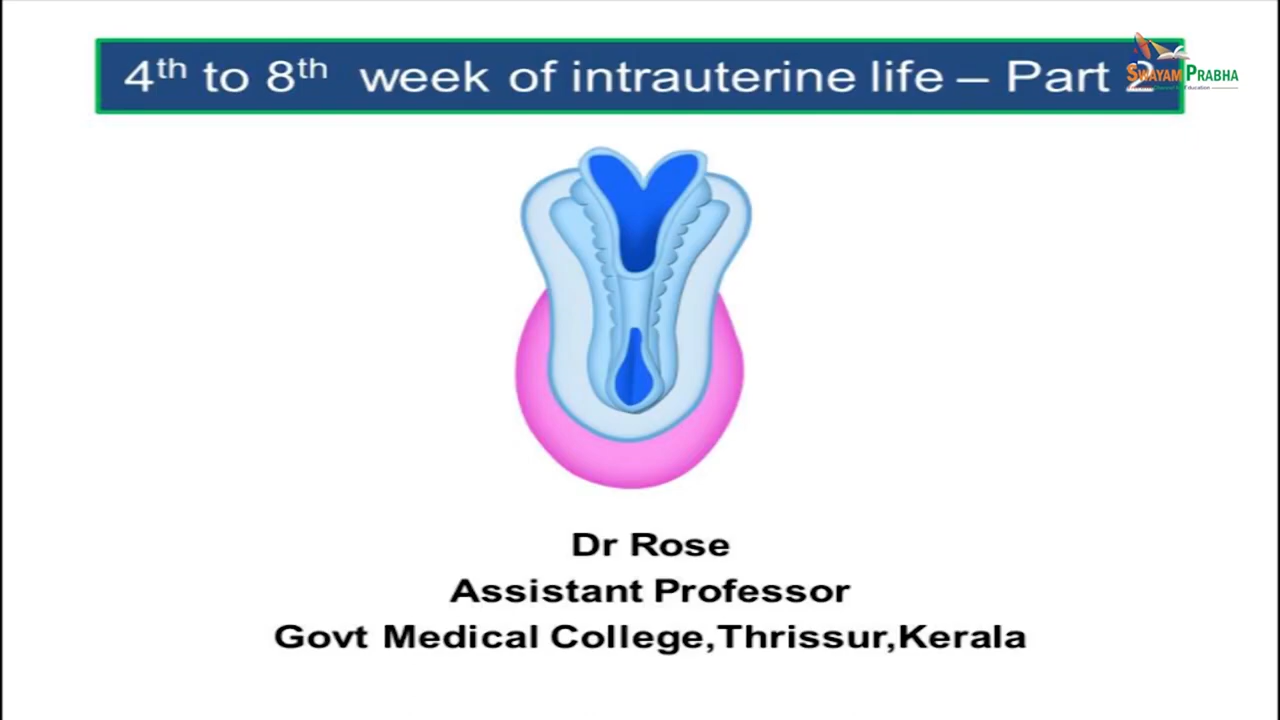 4th to 8th week of intrauterine life – Part
SWAYAM PRABHA
Dr Rose
Assistant Professor
Govt Medical College,Thrissur,Kerala